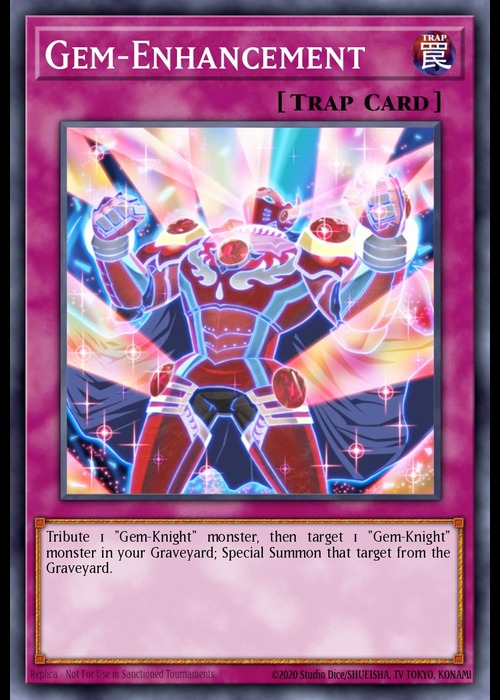 GEM-ENHANCEMENT
TRAP
罠
[TRAP CARD]
Tribute 1 "Gem-Knight" monster, then target 1 "Gem-Knight"
monster in your Graveyard; Special Summon that target from the
Graveyard.
Replica - Not For Use in Sanctioned Tournaments. ©2020 Studio Dice/SHUEISHA, TV TOKYO, KONAMI